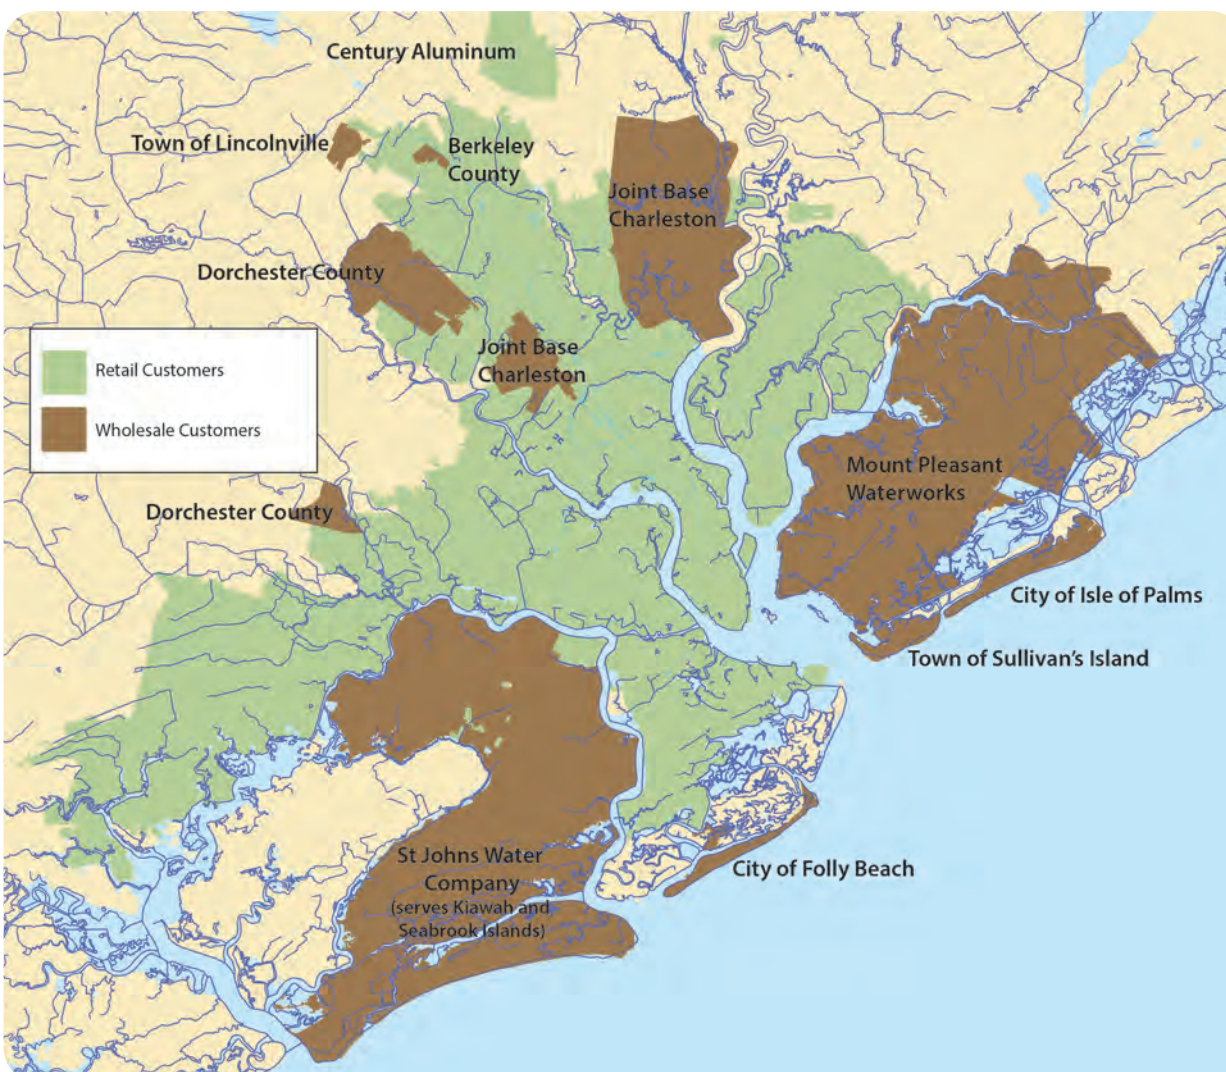 Century Aluminum
Town of Lincolnville
Berkeley
County
Joint Base
Charleston
Dorchester County
Joint Base
Charleston
Retail Customers
Wholesale Customers
Mount Pleasant
Waterworks
Dorchester County
City of Isle of Palms
Town of Sullivan's Island
St Johns Water
Company
(serves Kiawah and
Seabrook Islands)
City of Folly Beach